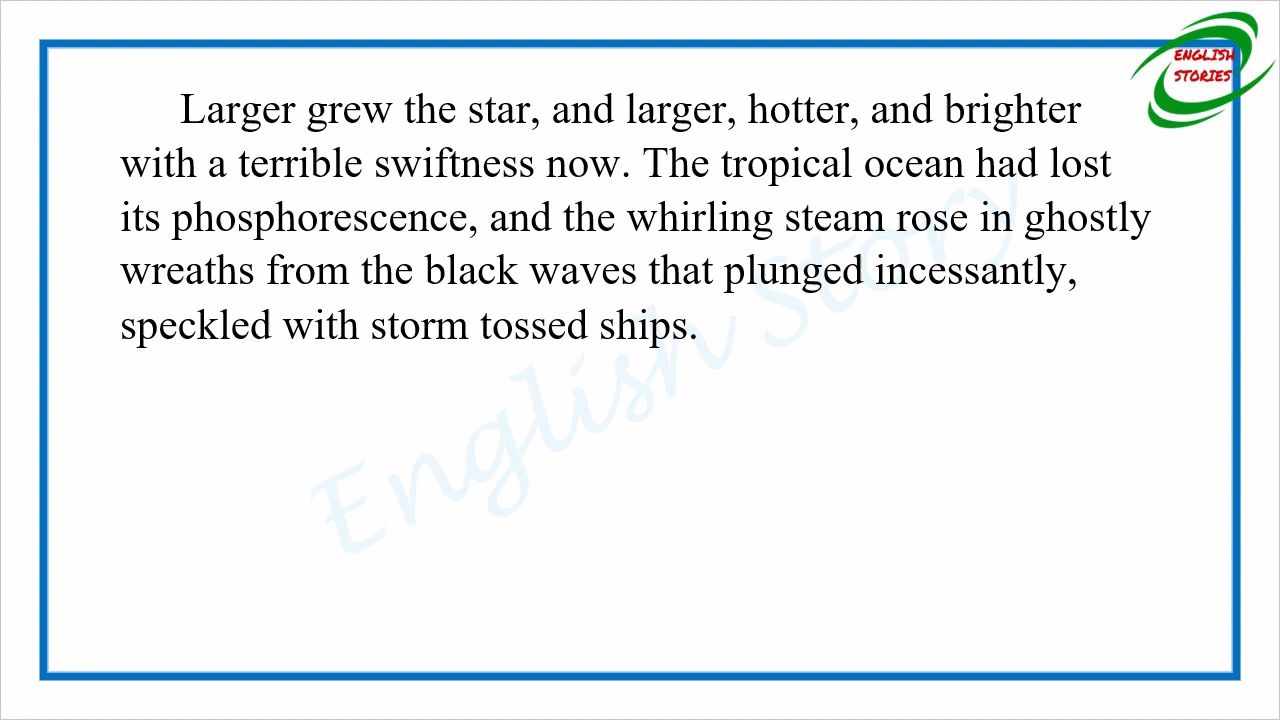 ENGLISH
STORIES
Larger grew the star, and larger, hotter, and brighter
with a terrible swiftness now. The tropical ocean had lost
its phosphorescence, and the whirling steam rose in ghostly
wreaths from the black waves that plunged incessantly,
speckled with storm tossed ships.
English Story